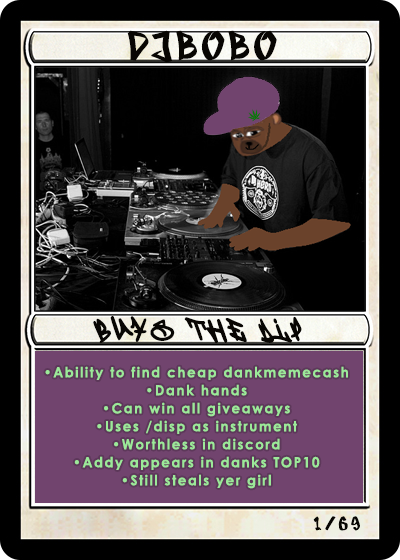 DJBOBO
BUYS THE DIP
•Ability to find cheap dankmemecash
•Dank hands
•Can win all giveaways
•Uses /disp as instrument
•Worthless in discord
•Addy appears in danks TOP10
•Still steals yer girl
1/69